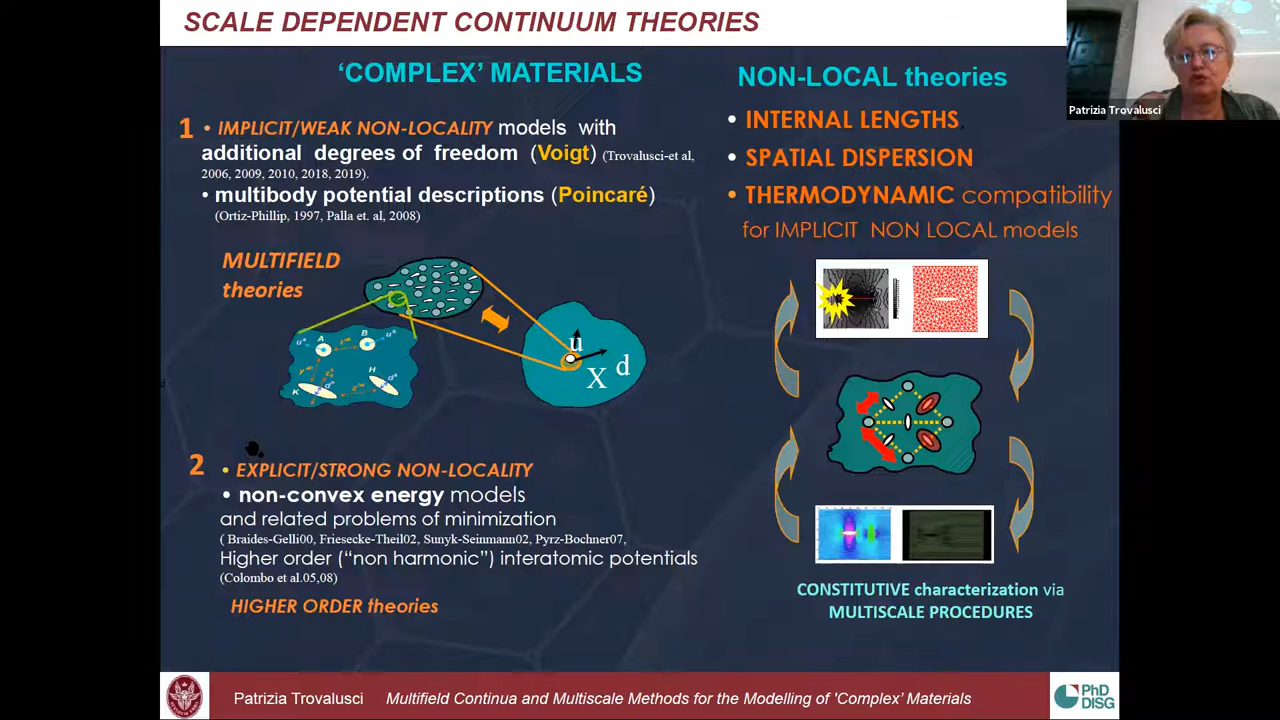 SCALE DEPENDENT CONTINUUM THEORIES
‘COMPLEX’ MATERIALS
1 • IMPLICIT/WEAK NON-LOCALITY models with
additional degrees of freedom (Voigt) (Trovalusci-et al,
2006, 2009, 2010, 2018, 2019).
• multibody potential descriptions (Poincaré)
(Ortiz-Phillip, 1997, Palla et. al, 2008)
MULTIFIELD
theories
A
B
H
K
u
X
d
2 • EXPLICIT/STRONG NON-LOCALITY
• non-convex energy models
and related problems of minimization
( Braides-Gelli00, Friesecke-Theil02, Sunyk-Seinmann02, Pyrz-Bochner07,
Higher order (“non harmonic”) interatomic potentials
(Colombo et al.05,08)
HIGHER ORDER theories
NON-LOCAL theories
• INTERNAL LENGTHS
• SPATIAL DISPERSION
• THERMODYNAMIC compatibility
for IMPLICIT NON LOCAL models
CONSTITUTIVE characterization via
MULTISCALE PROCEDURES
Patrizia Trovalusci
Patrizia Trovalusci
Multifield Continua and Multiscale Methods for the Modelling of 'Complex’ Materials
PhD
DISG